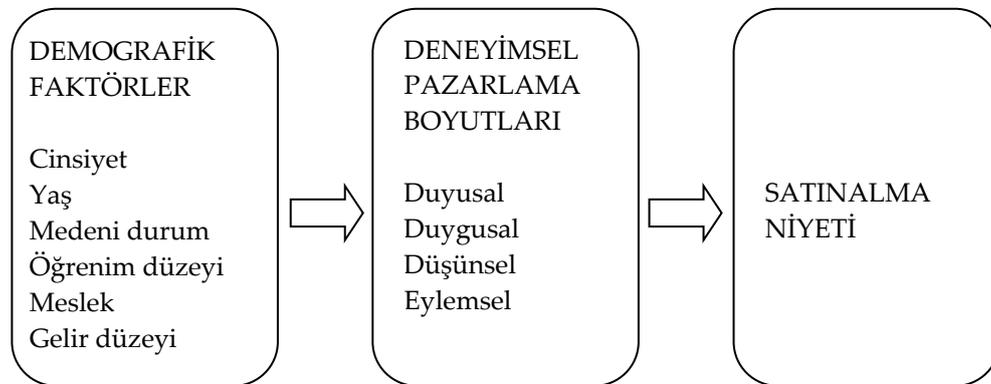 DEMOGRAFİK
FAKTÖRLER
Cinsiyet
Yaş
Medeni durum
Öğrenim düzeyi
Meslek
Gelir düzeyi
DENEYİMSEL
PAZARLAMA
BOYUTLARI
Duyusal
Duygusal
Düşünsel
Eylemsel
SATINALMA
NİYETİ